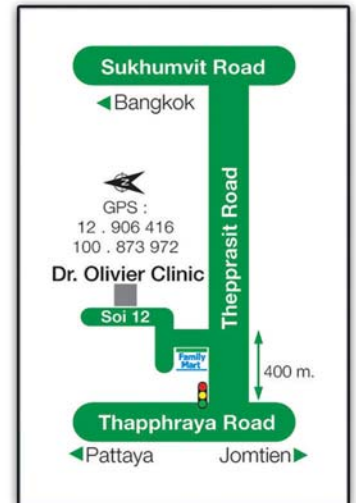 Sukhumvit Road
Bangkok
Thepprasit Road
N
GPS :
12 . 906 416
100 . 873 972
Dr. Olivier Clinic
Soi 12
Family
Mart
400 m.
Thapphraya Road
Pattaya
Jomtien